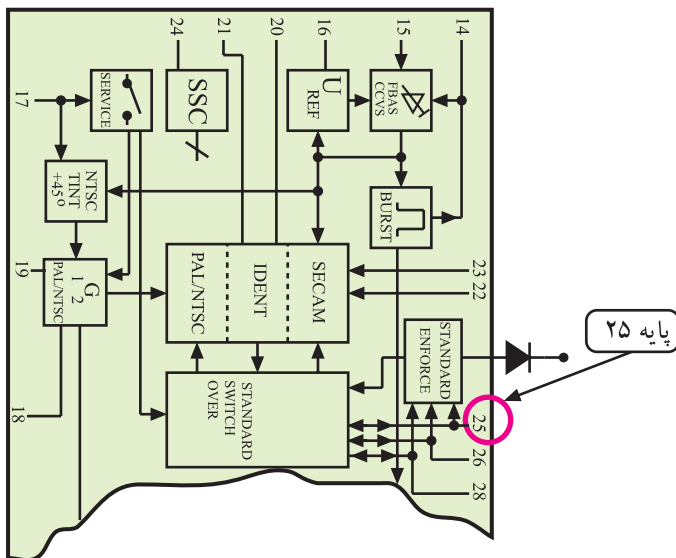 24
21
20
16
15
14
SSC
U
REF
FBAS
CCVS
SERVICE
17
NTSC
TINT
+45º
BURST
19
G
1 2
PAL/NTSC
PAL/NTSC
IDENT
SECAM
23
22
STANDARD
ENFORCE
پایه ۲۵
STANDARD
SWITCH
OVER
18
25
26
28